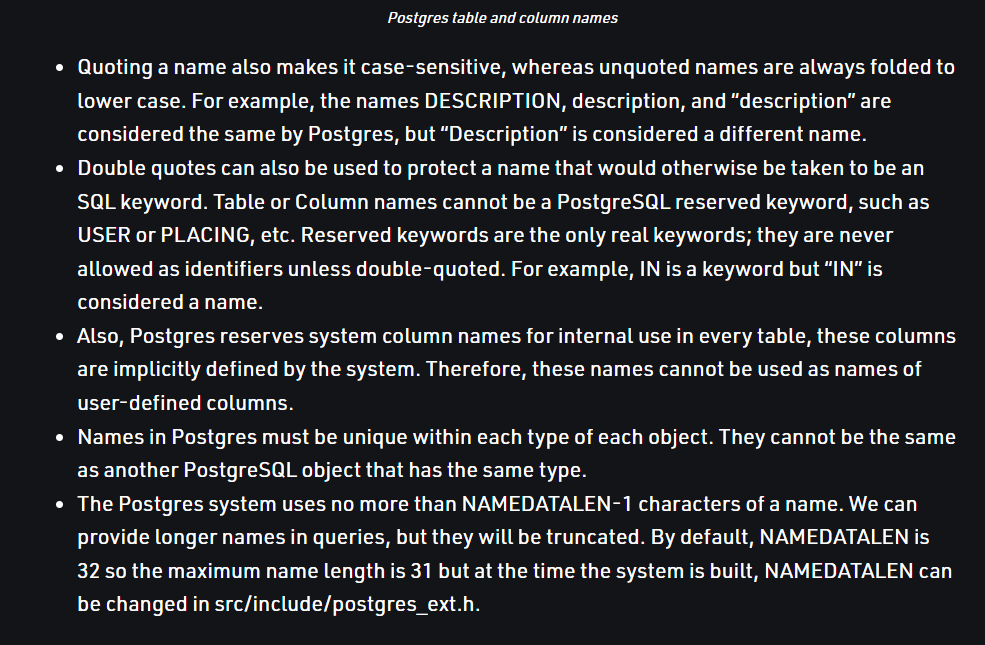 Postgres table and column names
• Quoting a name also makes it case-sensitive, whereas unquoted names are always folded to
lower case. For example, the names DESCRIPTION, description, and “description” are
considered the same by Postgres, but “Description” is considered a different name.
• Double quotes can also be used to protect a name that would otherwise be taken to be an
SQL keyword. Table or Column names cannot be a PostgreSQL reserved keyword, such as
USER or PLACING, etc. Reserved keywords are the only real keywords; they are never
allowed as identifiers unless double-quoted. For example, IN is a keyword but “IN” is
considered a name.
• Also, Postgres reserves system column names for internal use in every table, these columns
are implicitly defined by the system. Therefore, these names cannot be used as names of
user-defined columns.
• Names in Postgres must be unique within each type of each object. They cannot be the same
as another PostgreSQL object that has the same type.
• The Postgres system uses no more than NAMEDATALEN-1 characters of a name. We can
provide longer names in queries, but they will be truncated. By default, NAMEDATALEN is
32 so the maximum name length is 31 but at the time the system is built, NAMEDATALEN can
be changed in src/include/postgres_ext.h.